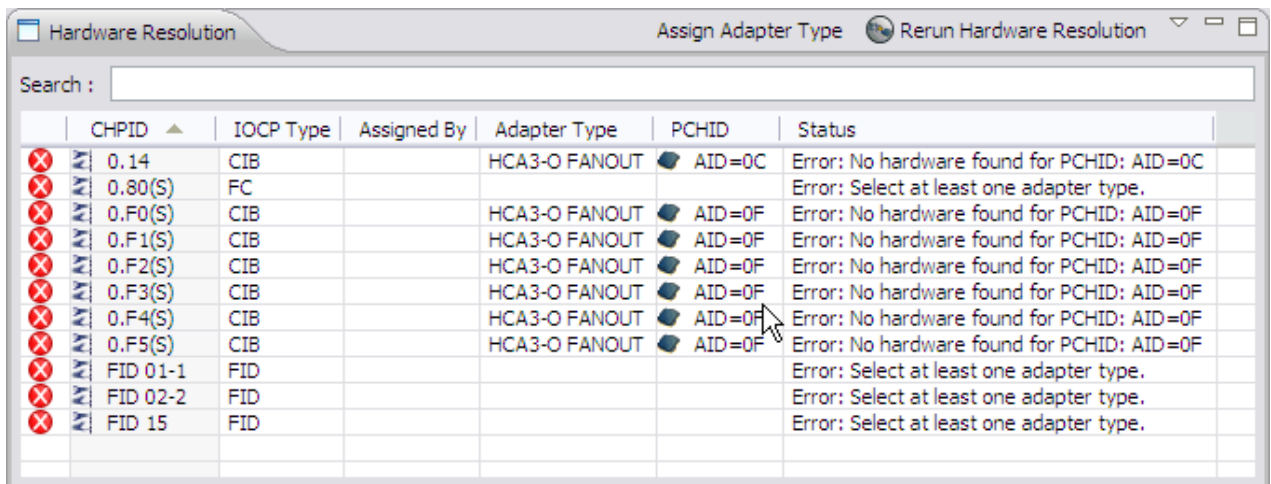 Hardware Resolution Assign Adapter Type Rerun Hardware Resolution
Search :
CHPID IOCP Type Assigned By Adapter Type PCHID Status
0.14 CIB HCA3-O FANOUT AID=0C Error: No hardware found for PCHID: AID=0C
0.80(S) FC Error: Select at least one adapter type.
0.F0(S) CIB HCA3-O FANOUT AID=0F Error: No hardware found for PCHID: AID=0F
0.F1(S) CIB HCA3-O FANOUT AID=0F Error: No hardware found for PCHID: AID=0F
0.F2(S) CIB HCA3-O FANOUT AID=0F Error: No hardware found for PCHID: AID=0F
0.F3(S) CIB HCA3-O FANOUT AID=0F Error: No hardware found for PCHID: AID=0F
0.F4(S) CIB HCA3-O FANOUT AID=0F Error: No hardware found for PCHID: AID=0F
0.F5(S) CIB HCA3-O FANOUT AID=0F Error: No hardware found for PCHID: AID=0F
FID 01-1 FID Error: Select at least one adapter type.
FID 02-2 FID Error: Select at least one adapter type.
FID 15 FID Error: Select at least one adapter type.